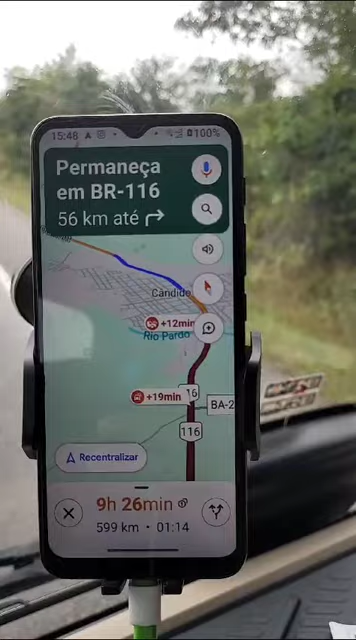 15:48
100%
Permaneça
em BR-116
56 km até
Cândido
+12min
Rio Pardo
+19min
16
BA-2
116
Recentralizar
9h 26min
599 km • 01:14